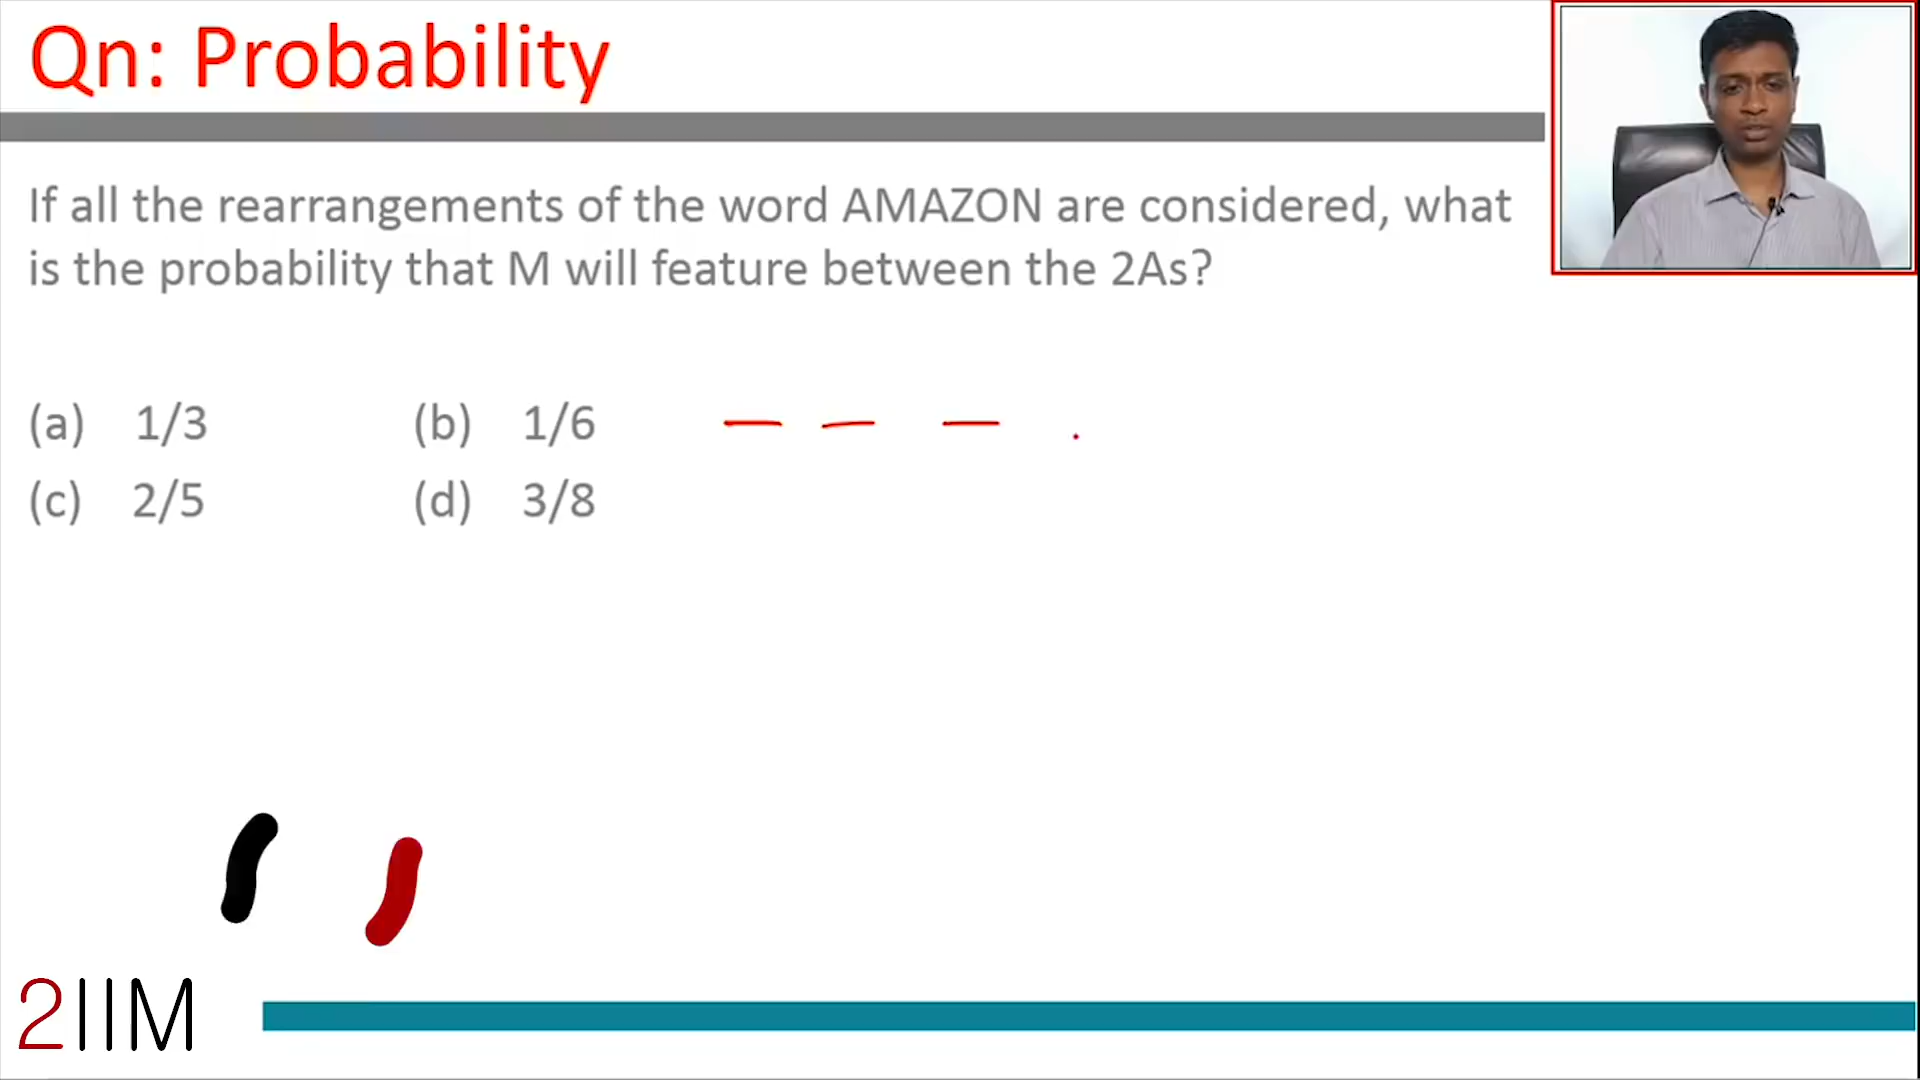 Qn: Probability
If all the rearrangements of the word AMAZON are considered, what
is the probability that M will feature between the 2As?
(a) 1/3 (b) 1/6
(c) 2/5 (d) 3/8
2IIM